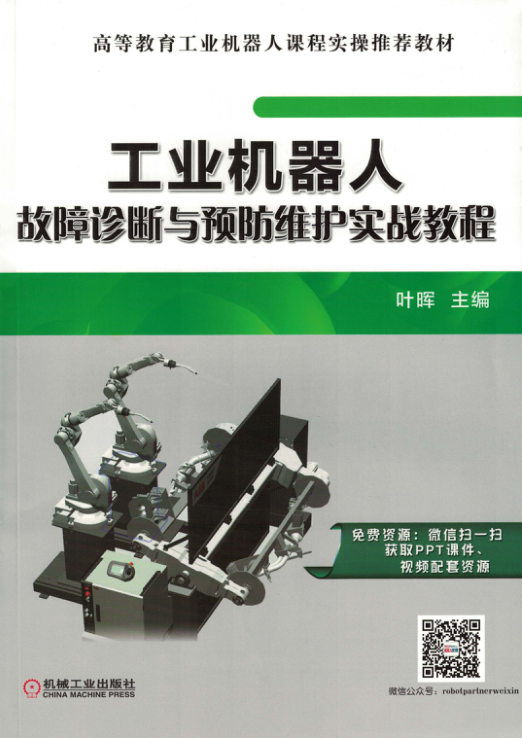 高等教育工业机器人课程实操推荐教材
工业机器人
故障诊断与预防维护实战教程
叶晖 主编
免费资源：微信扫一扫
获取PPT课件、
视频配套资源
机械工业出版社
CHINA MACHINE PRESS
微信公众号：robotpartnerweixin